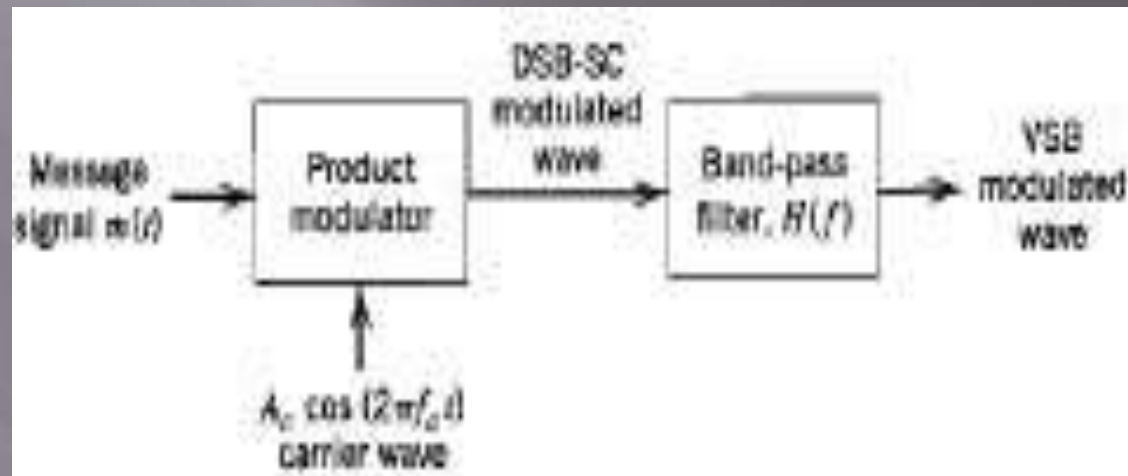 Message
signal m(t)
Product
modulator
DSB-SC
modulated
wave
Band-pass
filter, H(f)
VSB
modulated
wave
A_c cos (2πf_c t)
carrier wave